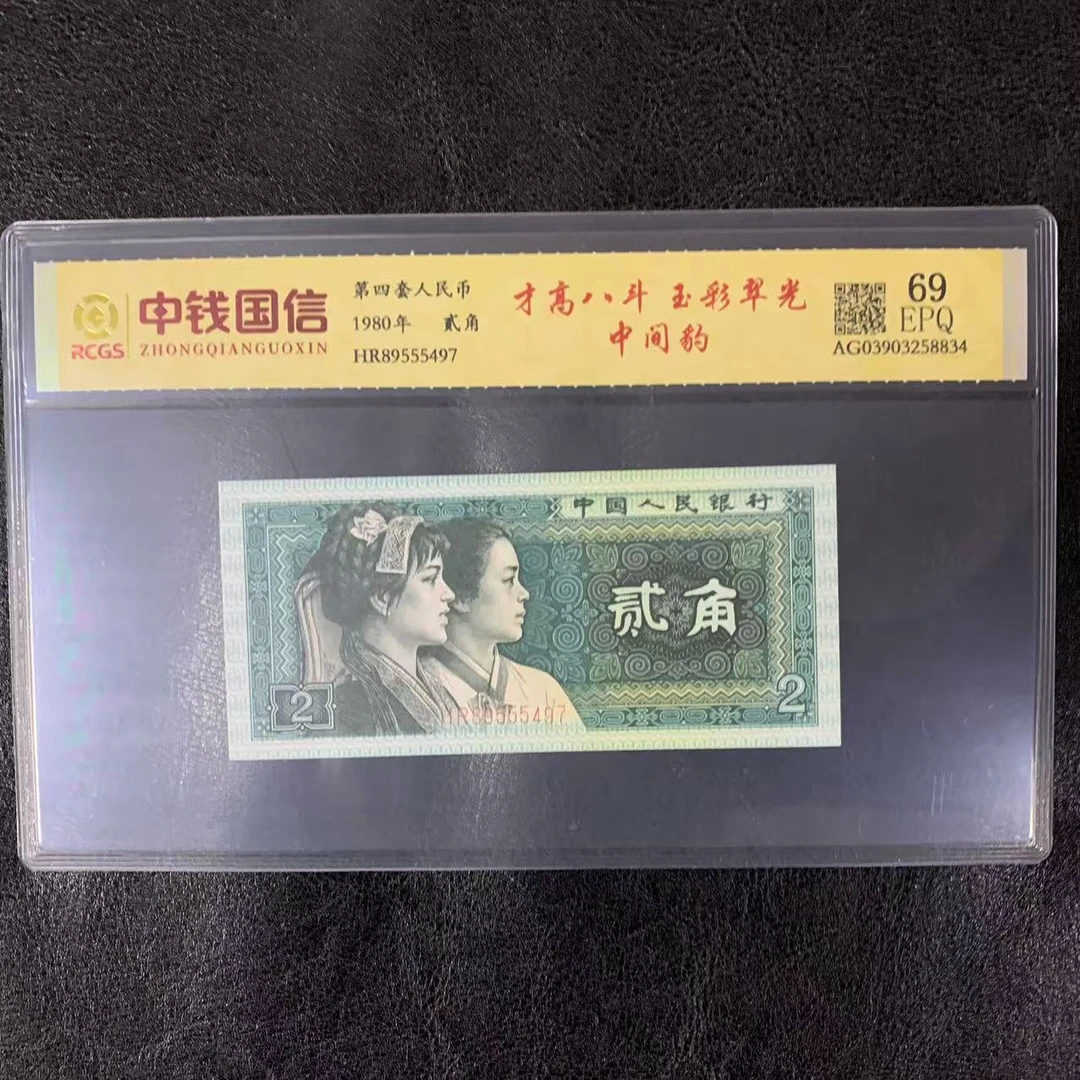 RCGS
中钱国信
ZHONGQIANGUOXIN
第四套人民币
1980年 贰角
HR89555497
才高八斗 玉彩翠光
中间豹
69
EPQ
AG03903258834
中国人民银行
贰角
2
HR89555497
2